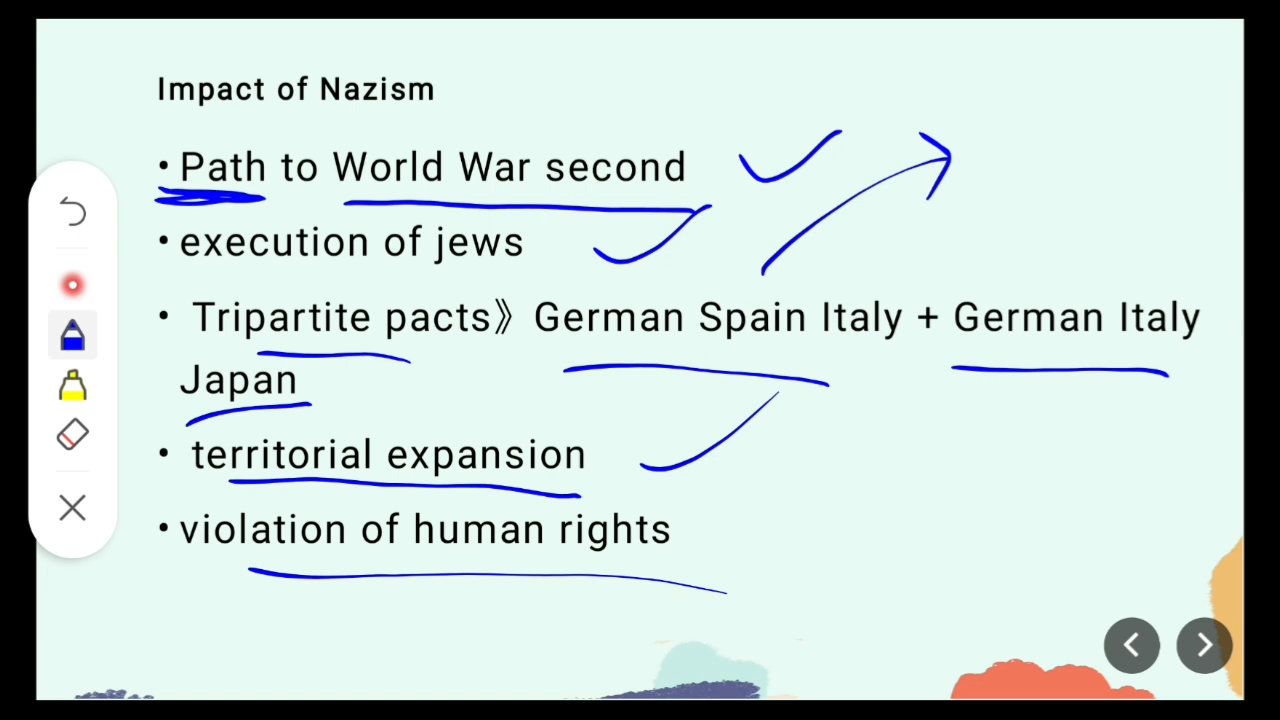 Impact of Nazism
• Path to World War second
• execution of jews
• Tripartite pacts》 German Spain Italy + German Italy
Japan
• territorial expansion
• violation of human rights